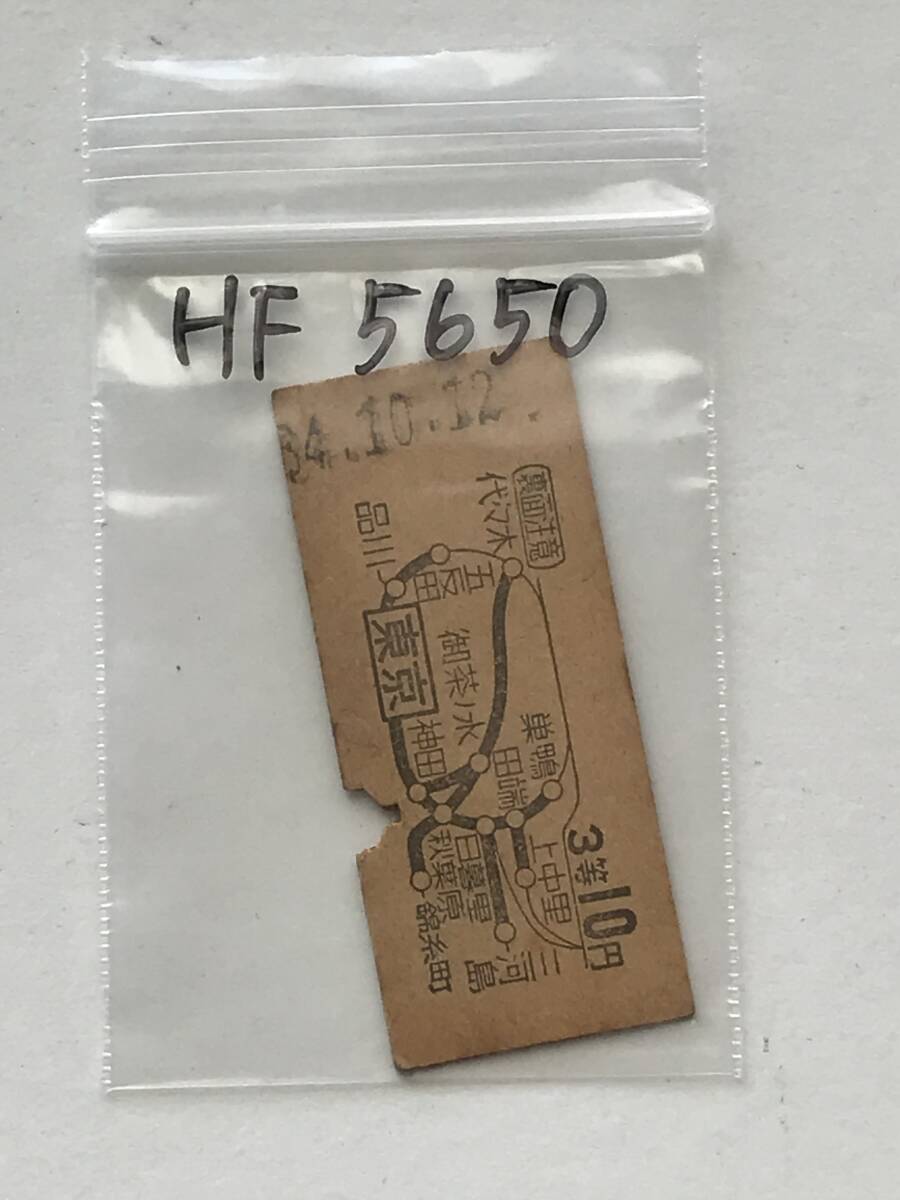 HF 5650
34.10.12.
裏面注意
代々木
品川
五反田
東京
御茶ノ水
神田
巣鴨
田端
上中里
日暮里
秋葉原
三河島
錦糸町
3等10円